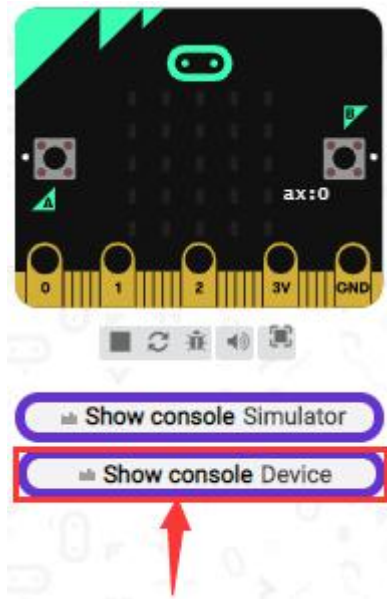 B
A
ax:0
0 1 2 3V GND
Show console Simulator
Show console Device